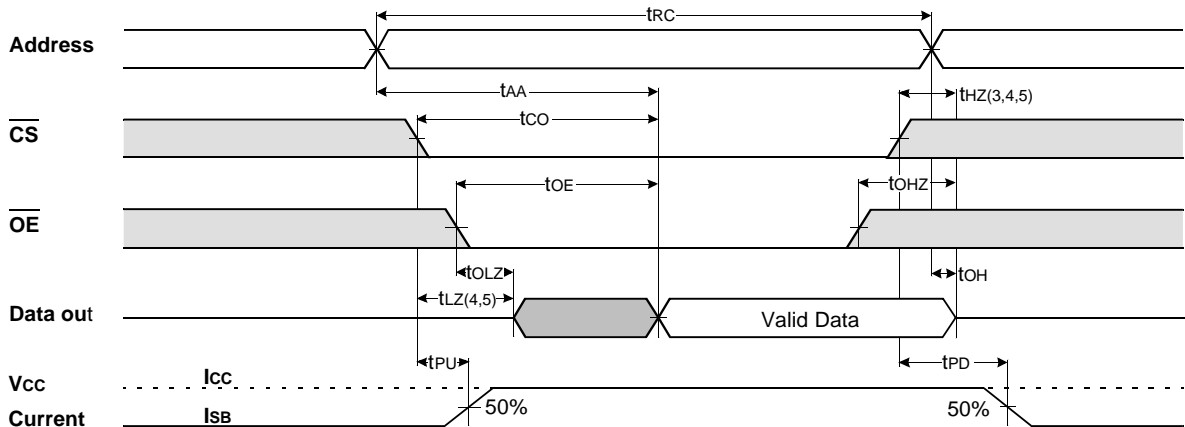 tRC
Address
tAA
tHZ(3,4,5)
CS
tCO
tOE
tOHZ
OE
tOLZ
tOH
tLZ(4,5)
Data out
Valid Data
tPU
tPD
VCC
ICC
50%
50%
Current
ISB